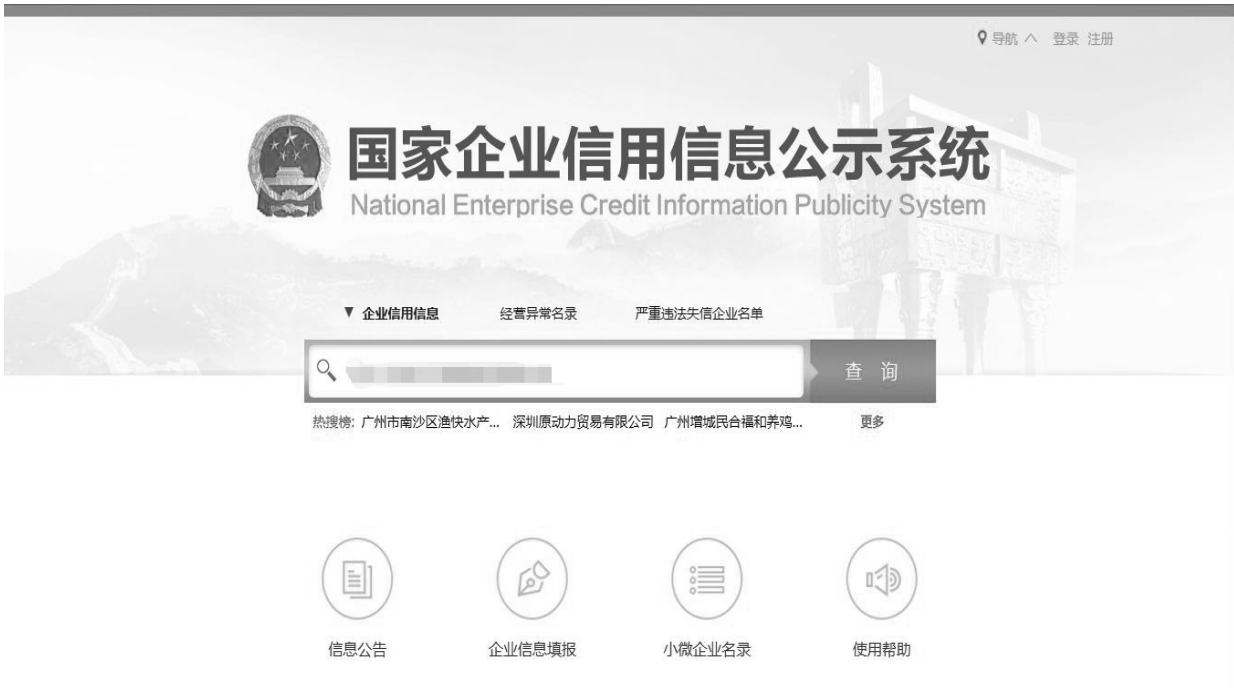 导航 登录 注册
国家企业信用信息公示系统
National Enterprise Credit Information Publicity System
企业信用信息 经营异常名录 严重违法失信企业名单
查 询
热搜榜: 广州市南沙区渔快水产... 深圳原动力贸易有限公司 广州增城民合福和养鸡... 更多
信息公告 企业信息填报 小微企业名录 使用帮助